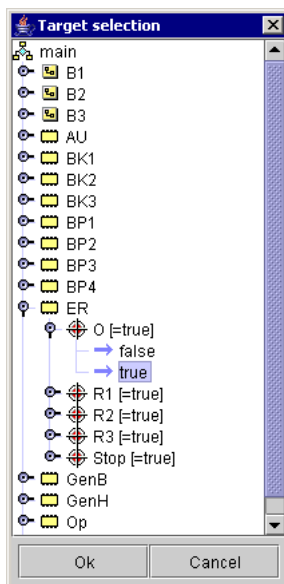 Target selection
main
B1
B2
B3
AU
BK1
BK2
BK3
BP1
BP2
BP3
BP4
ER
O [=true]
false
true
R1 [=true]
R2 [=true]
R3 [=true]
Stop [=true]
GenB
GenH
Op
Ok
Cancel